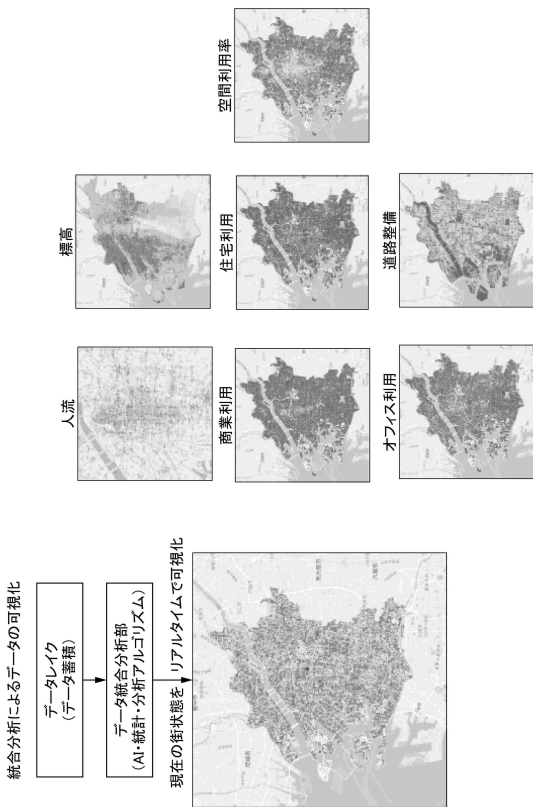 統合分析によるデータの可視化
データレイク
(データ蓄積)
データ統合分析部
(AI・統計・分析アルゴリズム)
現在の街状態を リアルタイムで可視化
人流
標高
商業利用
住宅利用
空間利用率
オフィス利用
道路整備